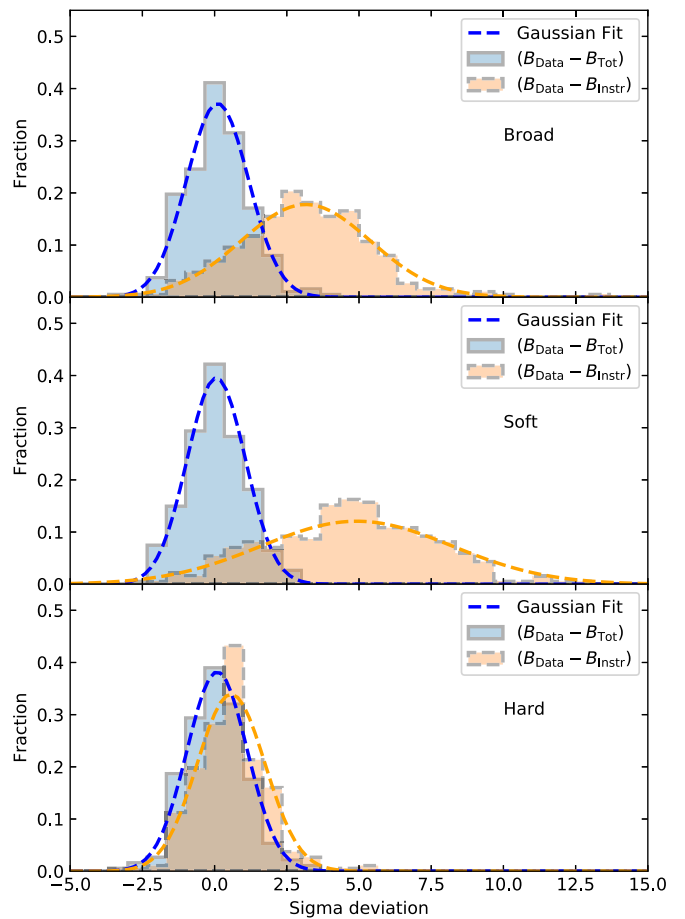 0.5
0.4
0.3
0.2
0.1
0.0
Fraction
Gaussian Fit
(B_Data − B_Tot)
(B_Data − B_Instr)
Broad
0.5
0.4
0.3
0.2
0.1
0.0
Fraction
Gaussian Fit
(B_Data − B_Tot)
(B_Data − B_Instr)
Soft
0.5
0.4
0.3
0.2
0.1
0.0
Fraction
Gaussian Fit
(B_Data − B_Tot)
(B_Data − B_Instr)
Hard
−5.0 −2.5 0.0 2.5 5.0 7.5 10.0 12.5 15.0
Sigma deviation